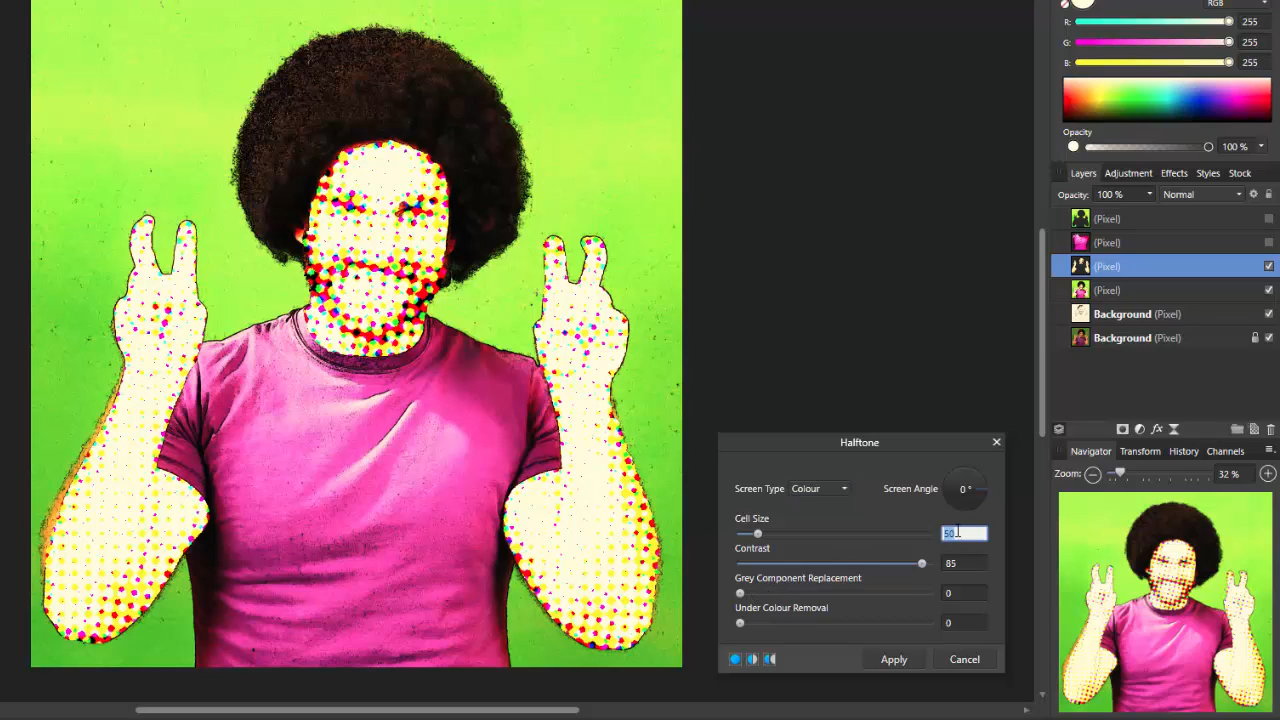 RGB
R: 255
G: 255
B: 255
Opacity
100 %
Layers Adjustment Effects Styles Stock
Opacity: 100 % Normal
(Pixel)
(Pixel)
(Pixel)
(Pixel)
Background (Pixel)
Background (Pixel)
fx
Navigator Transform History Channels
Zoom: 32 %
Halftone
Screen Type Colour Screen Angle 0 °
Cell Size
50
Contrast
85
Grey Component Replacement
0
Under Colour Removal
0
Apply Cancel